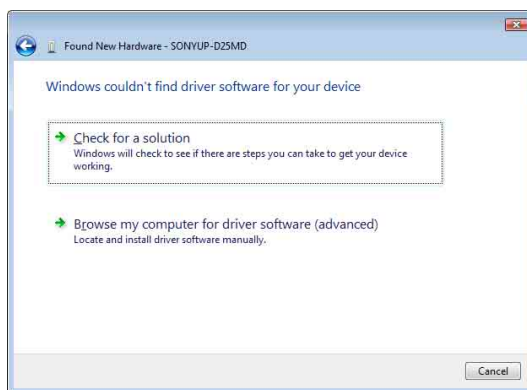 Found New Hardware - SONYUP-D25MD
Windows couldn't find driver software for your device
Check for a solution
Windows will check to see if there are steps you can take to get your device
working.
Browse my computer for driver software (advanced)
Locate and install driver software manually.
Cancel